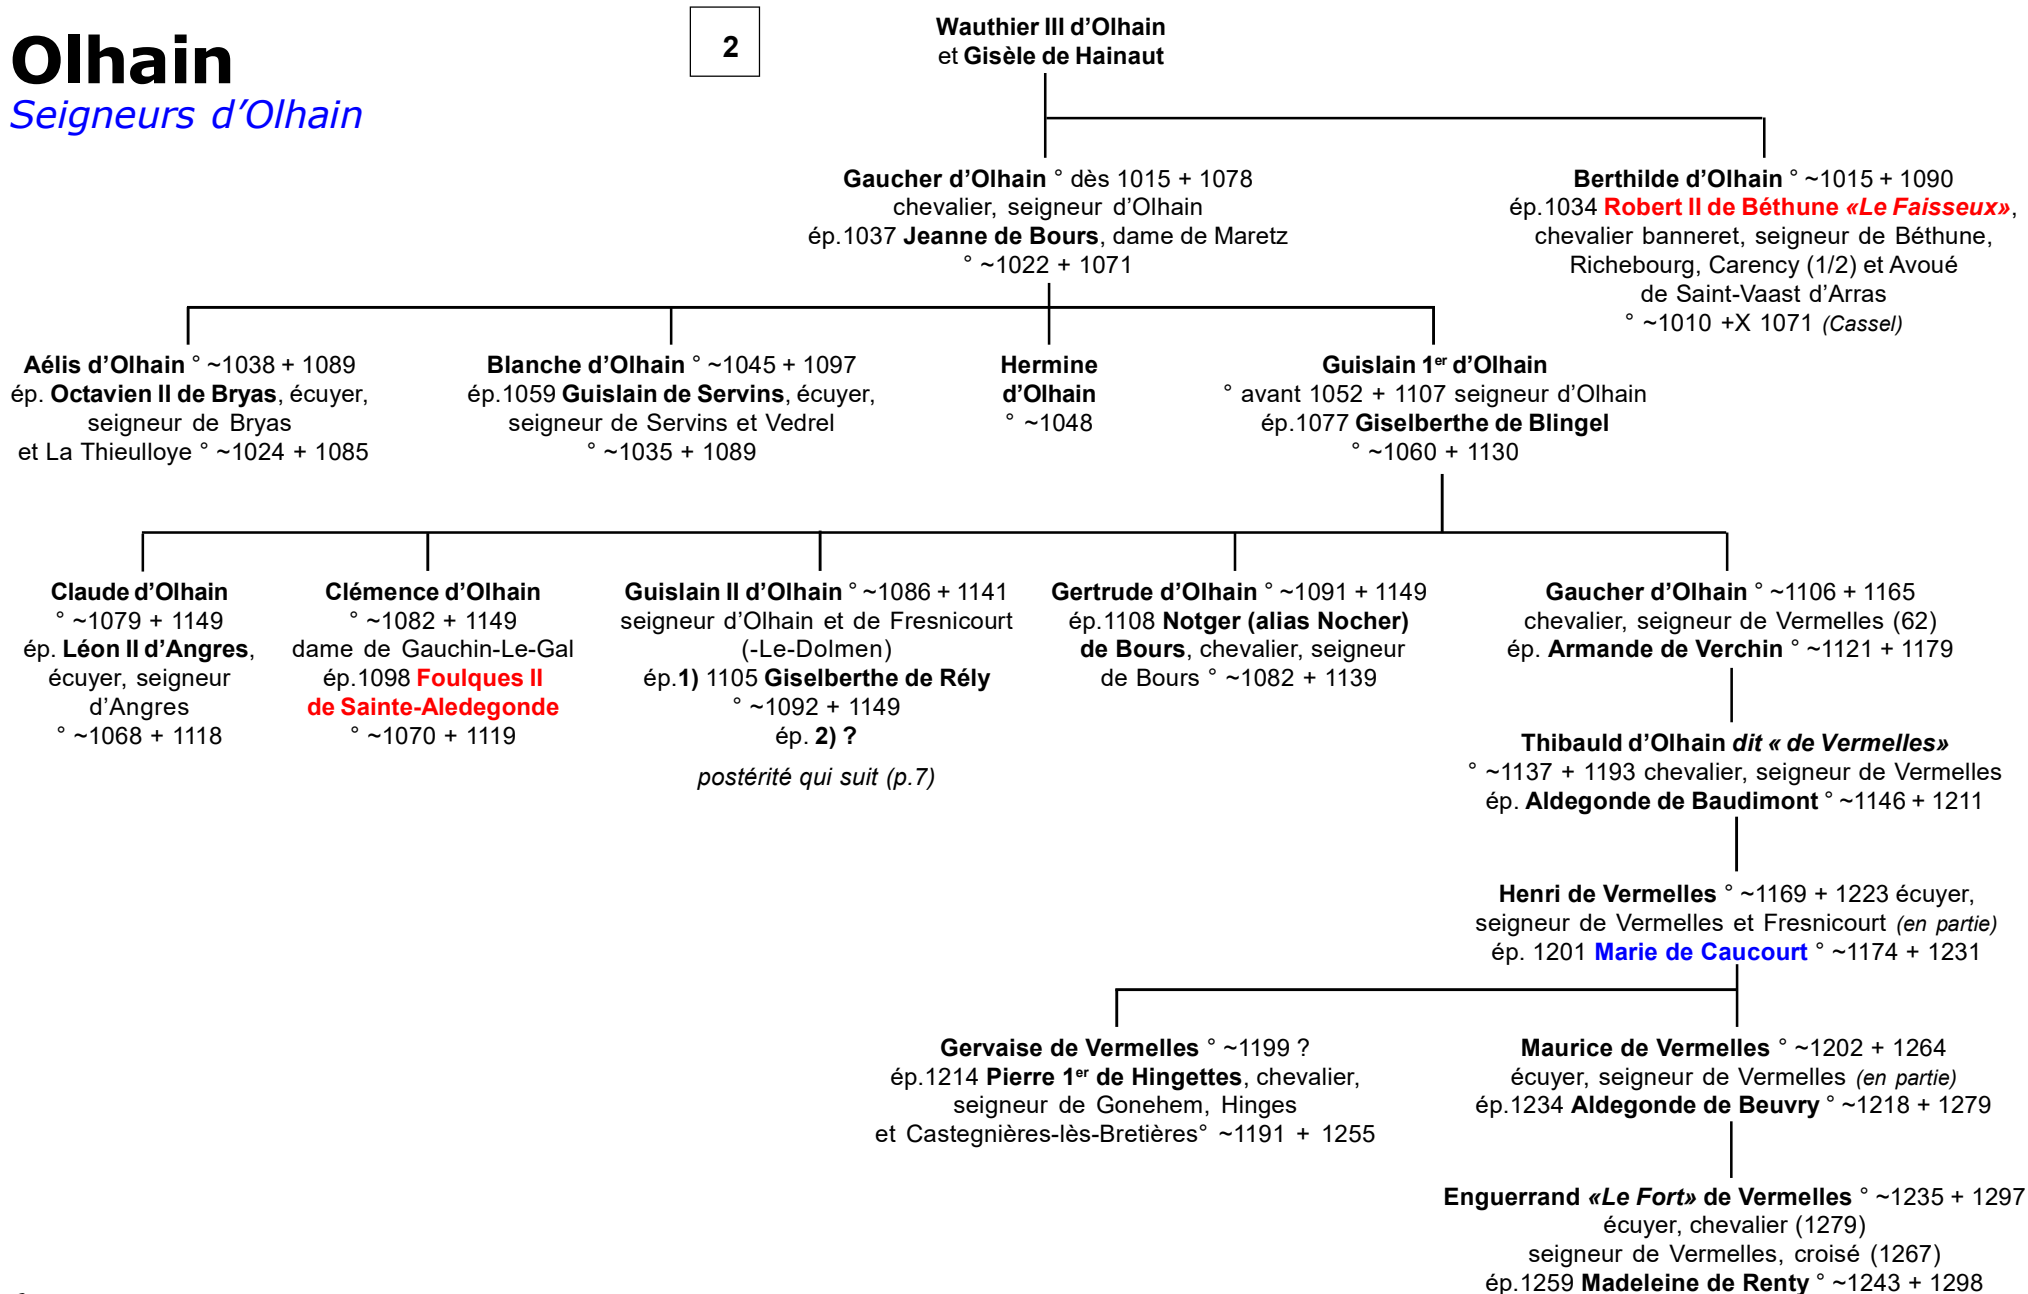 Olhain
Seigneurs d’Olhain
2
Wauthier III d’Olhain
et Gisèle de Hainaut
Gaucher d’Olhain ° dès 1015 + 1078
chevalier, seigneur d’Olhain
ép.1037 Jeanne de Bours, dame de Maretz
° ~1022 + 1071
Berthilde d’Olhain ° ~1015 + 1090
ép.1034 Robert II de Béthune «Le Faisseux»,
chevalier banneret, seigneur de Béthune,
Richebourg, Carency (1/2) et Avoué
de Saint-Vaast d’Arras
° ~1010 +X 1071 (Cassel)
Aélis d’Olhain ° ~1038 + 1089
ép. Octavien II de Bryas, écuyer,
seigneur de Bryas
et La Thieulloye ° ~1024 + 1085
Blanche d’Olhain ° ~1045 + 1097
ép.1059 Guislain de Servins, écuyer,
seigneur de Servins et Vedrel
° ~1035 + 1089
Hermine
d’Olhain
° ~1048
Guislain 1er d’Olhain
° avant 1052 + 1107 seigneur d’Olhain
ép.1077 Giselberthe de Blingel
° ~1060 + 1130
Claude d’Olhain
° ~1079 + 1149
ép. Léon II d’Angres,
écuyer, seigneur
d’Angres
° ~1068 + 1118
Clémence d’Olhain
° ~1082 + 1149
dame de Gauchin-Le-Gal
ép.1098 Foulques II
de Sainte-Aledegonde
° ~1070 + 1119
Guislain II d’Olhain ° ~1086 + 1141
seigneur d’Olhain et de Fresnicourt
(-Le-Dolmen)
ép.1) 1105 Giselberthe de Rély
° ~1092 + 1149
ép. 2) ?
postérité qui suit (p.7)
Gertrude d’Olhain ° ~1091 + 1149
ép.1108 Notger (alias Nocher)
de Bours, chevalier, seigneur
de Bours ° ~1082 + 1139
Gaucher d’Olhain ° ~1106 + 1165
chevalier, seigneur de Vermelles (62)
ép. Armande de Verchin ° ~1121 + 1179
Thibauld d’Olhain dit « de Vermelles»
° ~1137 + 1193 chevalier, seigneur de Vermelles
ép. Aldegonde de Baudimont ° ~1146 + 1211
Henri de Vermelles ° ~1169 + 1223 écuyer,
seigneur de Vermelles et Fresnicourt (en partie)
ép. 1201 Marie de Caucourt ° ~1174 + 1231
Gervaise de Vermelles ° ~1199 ?
ép.1214 Pierre 1er de Hingettes, chevalier,
seigneur de Gonehem, Hinges
et Castegnières-lès-Bretières° ~1191 + 1255
Maurice de Vermelles ° ~1202 + 1264
écuyer, seigneur de Vermelles (en partie)
ép.1234 Aldegonde de Beuvry ° ~1218 + 1279
Enguerrand «Le Fort» de Vermelles ° ~1235 + 1297
écuyer, chevalier (1279)
seigneur de Vermelles, croisé (1267)
ép.1259 Madeleine de Renty ° ~1243 + 1298